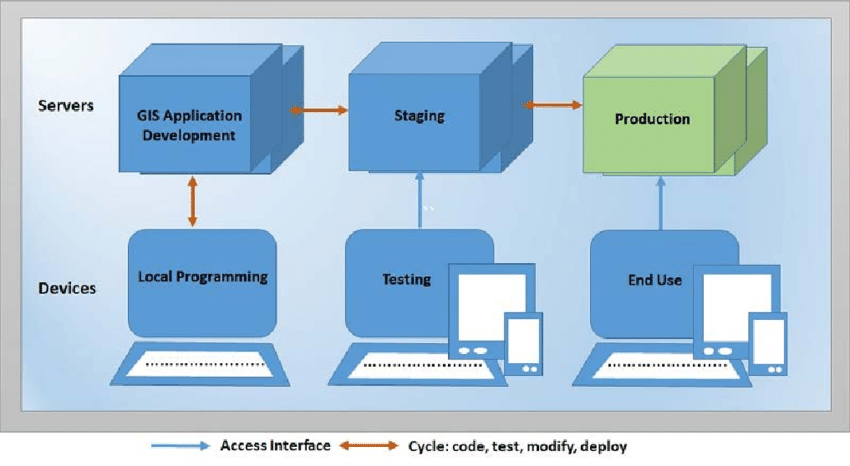 Servers
GIS Application
Development
Staging
Production
Devices
Local Programming
Testing
End Use
Access Interface
Cycle: code, test, modify, deploy